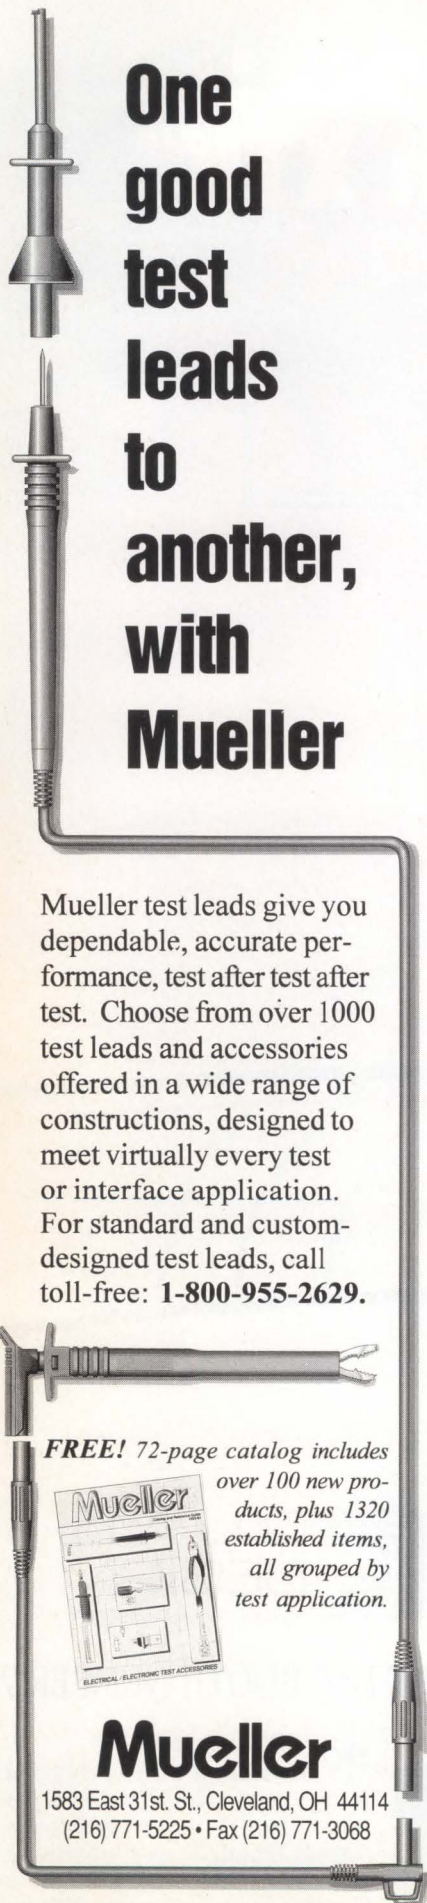 One
good
test
leads
to
another,
with
Mueller
Mueller test leads give you
dependable, accurate per-
formance, test after test after
test. Choose from over 1000
test leads and accessories
offered in a wide range of
constructions, designed to
meet virtually every test
or interface application.
For standard and custom-
designed test leads, call
toll-free: 1-800-955-2629.
FREE! 72-page catalog includes
over 100 new pro-
ducts, plus 1320
established items,
all grouped by
test application.
Mueller
Catalog and Reference Guide
ELECTRICAL / ELECTRONIC TEST ACCESSORIES
Mueller
1583 East 31st. St., Cleveland, OH 44114
(216) 771-5225 • Fax (216) 771-3068